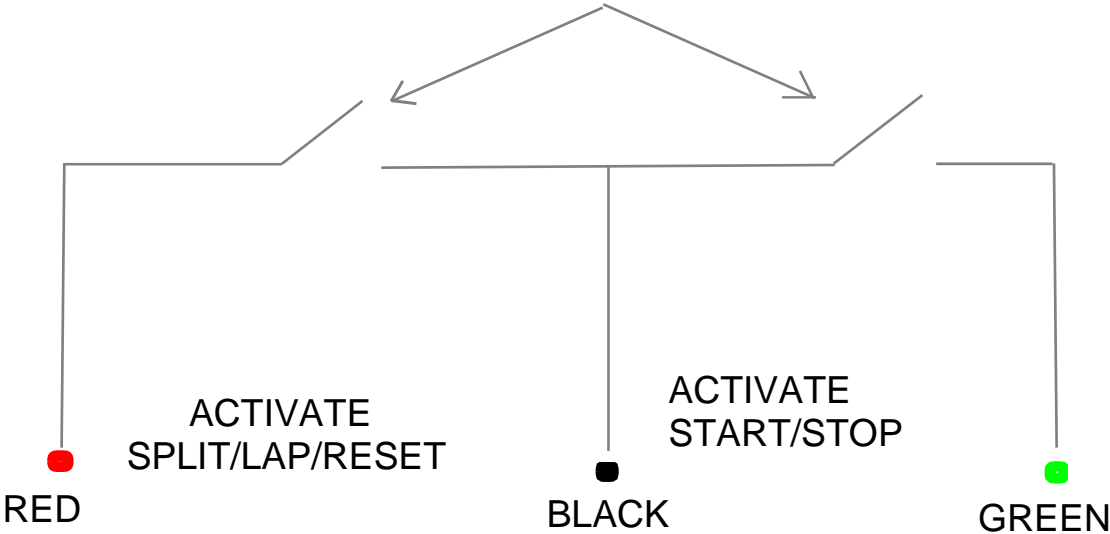 ACTIVATE
SPLIT/LAP/RESET
ACTIVATE
START/STOP
RED
BLACK
GREEN